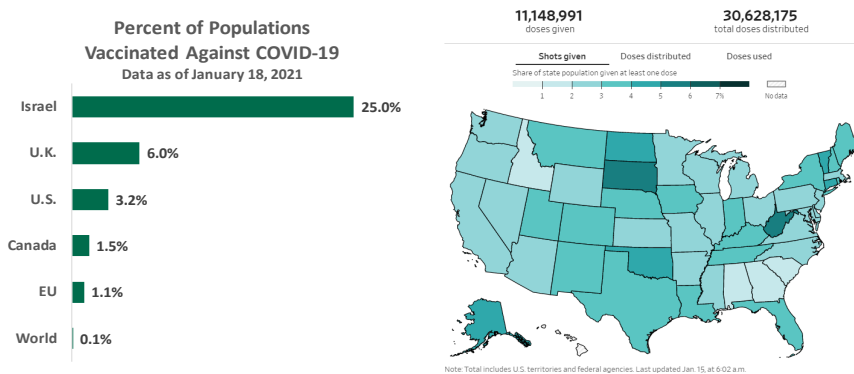 Percent of Populations
Vaccinated Against COVID-19
Data as of January 18, 2021
Israel 25.0%
U.K. 6.0%
U.S. 3.2%
Canada 1.5%
EU 1.1%
World 0.1%
11,148,991 30,628,175
doses given total doses distributed
Shots given Doses distributed Doses used
Share of state population given at least one dose
1 2 3 4 5 6 7% No data
Note: Total includes U.S. territories and federal agencies. Last updated Jan. 15, at 6:02 a.m.